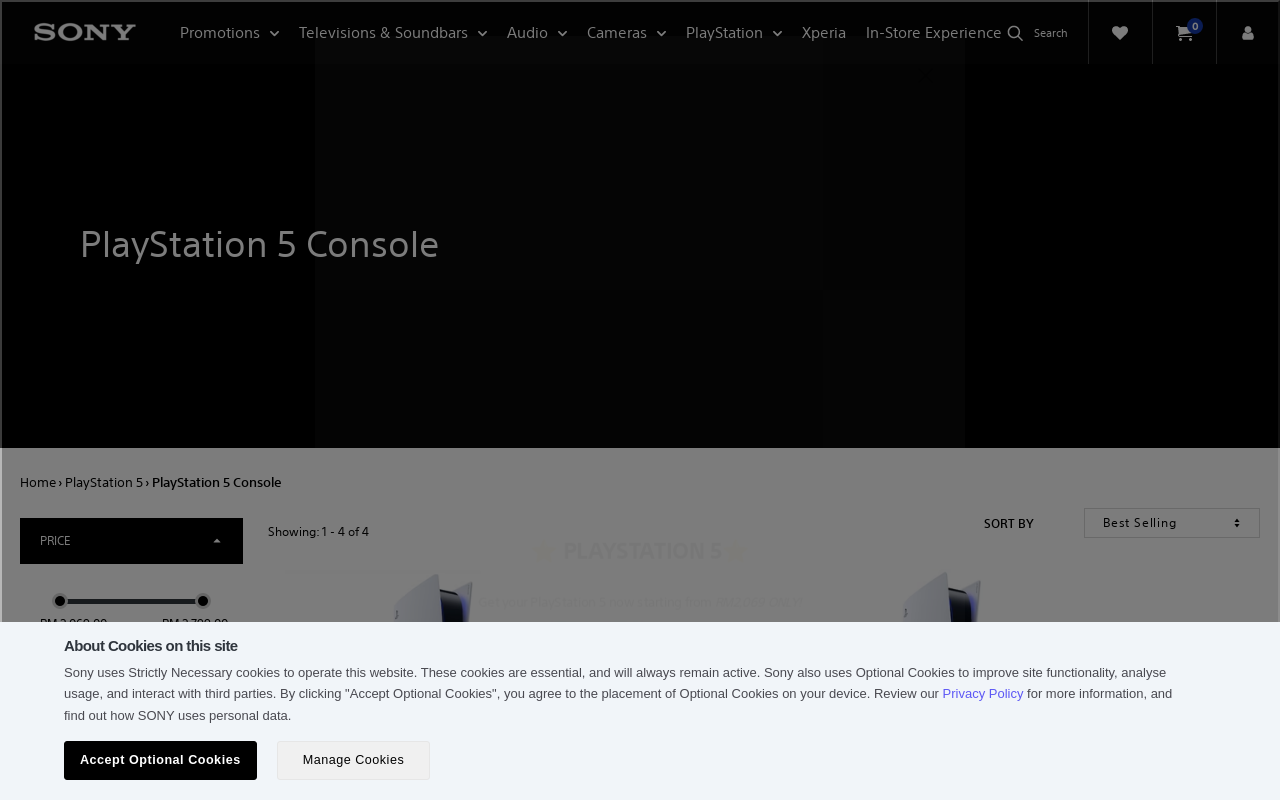 SONY
Promotions
Televisions & Soundbars
Audio
Cameras
PlayStation
Xperia
In-Store Experience
Search
0
PlayStation 5 Console
Home › PlayStation 5 › PlayStation 5 Console
PRICE
Showing: 1 - 4 of 4
SORT BY
Best Selling
PLAYSTATION 5
About Cookies on this site
Sony uses Strictly Necessary cookies to operate this website. These cookies are essential, and will always remain active. Sony also uses Optional Cookies to improve site functionality, analyse
usage, and interact with third parties. By clicking "Accept Optional Cookies", you agree to the placement of Optional Cookies on your device. Review our Privacy Policy for more information, and
find out how SONY uses personal data.
Accept Optional Cookies
Manage Cookies